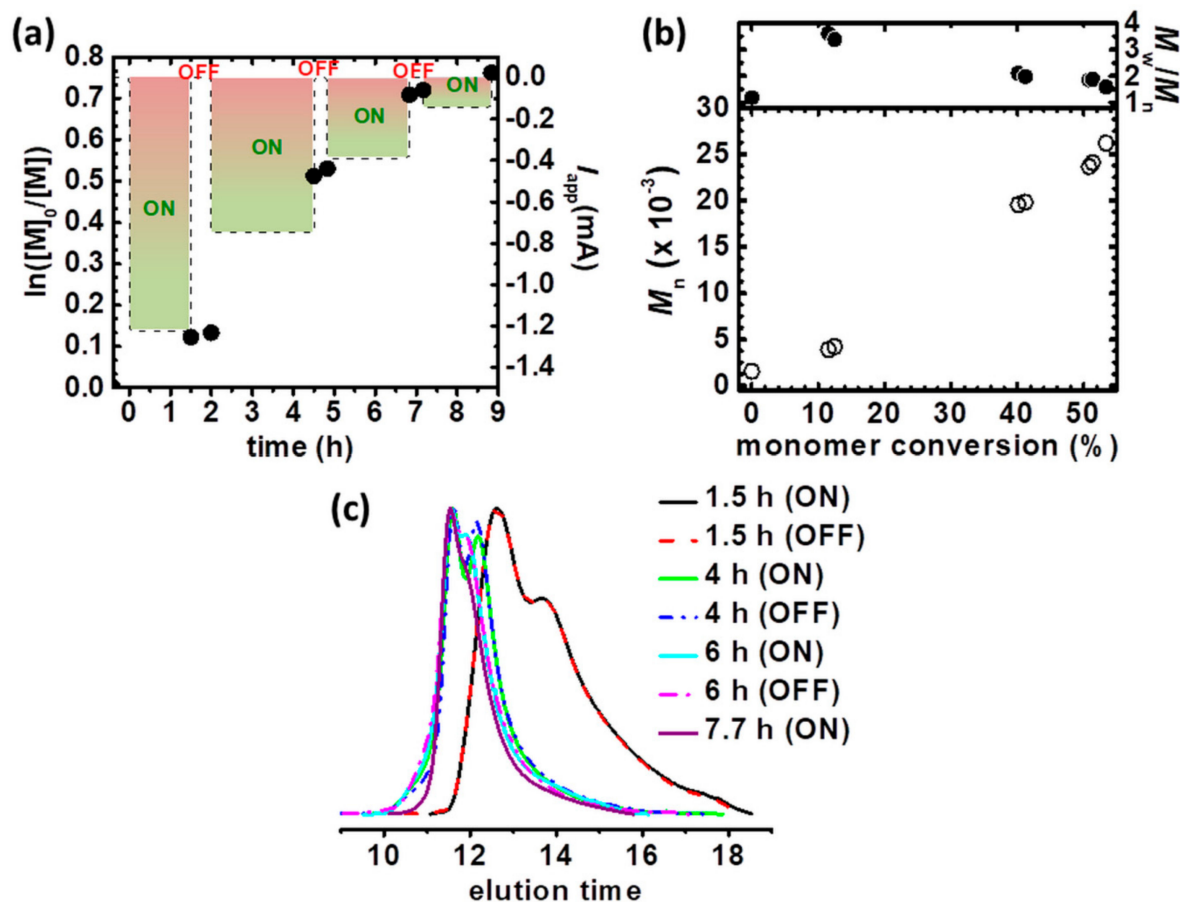 (a)
0.8
0.7
0.6
0.5
0.4
0.3
0.2
0.1
0.0
ln([M]0/[M])
OFF
OFF
OFF
ON
ON
ON
ON
0.0
-0.2
-0.4
-0.6
-0.8
-1.0
-1.2
-1.4
Iapp (mA)
0 1 2 3 4 5 6 7 8 9
time (h)
(b)
4
3
2
1
Mw/Mn
30
25
20
15
10
5
0
Mn (x 10-3)
0 10 20 30 40 50
monomer conversion (%)
(c)
1.5 h (ON)
1.5 h (OFF)
4 h (ON)
4 h (OFF)
6 h (ON)
6 h (OFF)
7.7 h (ON)
10 12 14 16 18
elution time